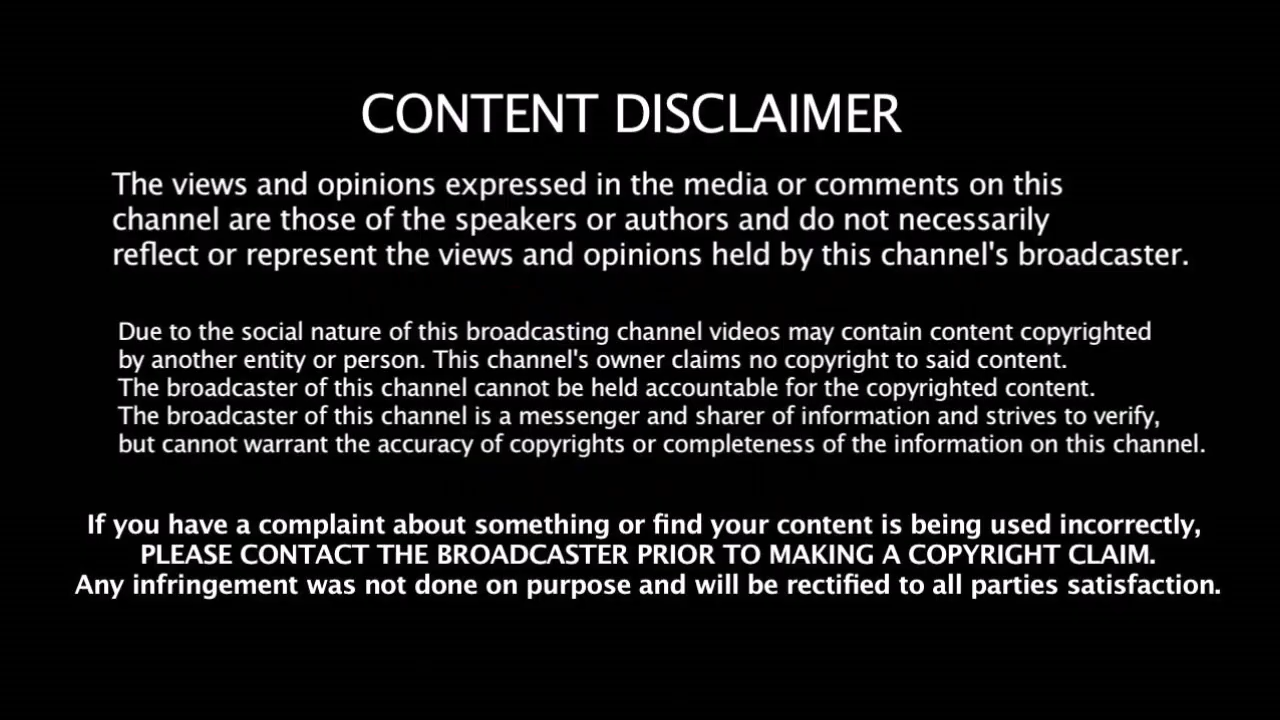 CONTENT DISCLAIMER
The views and opinions expressed in the media or comments on this
channel are those of the speakers or authors and do not necessarily
reflect or represent the views and opinions held by this channel's broadcaster.
Due to the social nature of this broadcasting channel videos may contain content copyrighted
by another entity or person. This channel's owner claims no copyright to said content.
The broadcaster of this channel cannot be held accountable for the copyrighted content.
The broadcaster of this channel is a messenger and sharer of information and strives to verify,
but cannot warrant the accuracy of copyrights or completeness of the information on this channel.
If you have a complaint about something or find your content is being used incorrectly,
PLEASE CONTACT THE BROADCASTER PRIOR TO MAKING A COPYRIGHT CLAIM.
Any infringement was not done on purpose and will be rectified to all parties satisfaction.